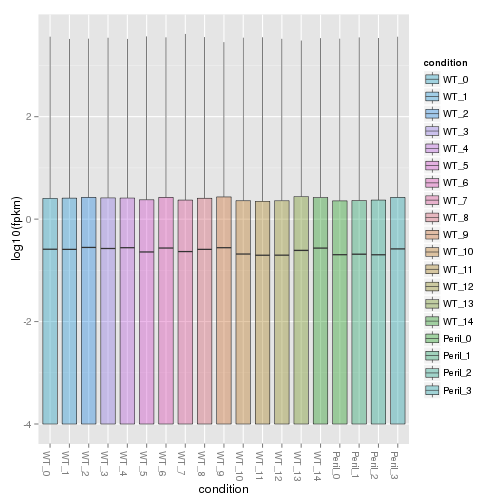 log10(fpkm)
2
0
-2
-4
WT_0
WT_1
WT_2
WT_3
WT_4
WT_5
WT_6
WT_7
WT_8
WT_9
WT_10
WT_11
WT_12
WT_13
WT_14
Peril_0
Peril_1
Peril_2
Peril_3
condition
condition
WT_0
WT_1
WT_2
WT_3
WT_4
WT_5
WT_6
WT_7
WT_8
WT_9
WT_10
WT_11
WT_12
WT_13
WT_14
Peril_0
Peril_1
Peril_2
Peril_3